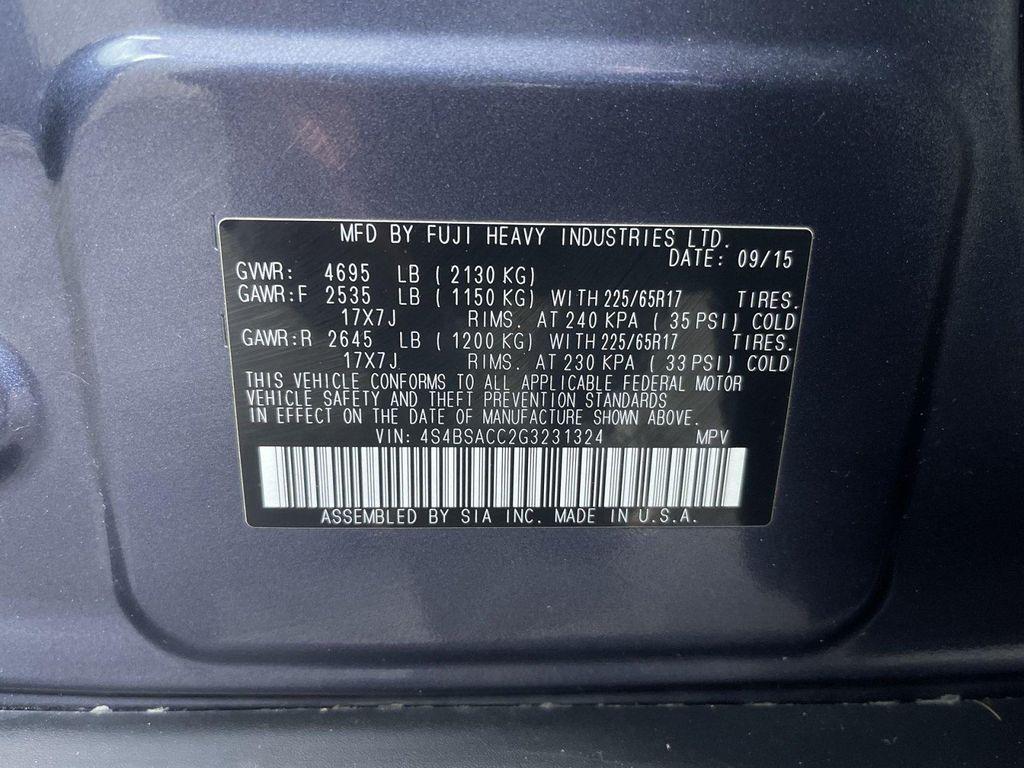 MFD BY FUJI HEAVY INDUSTRIES LTD.
DATE: 09/15
GVWR: 4695 LB ( 2130 KG)
GAWR:F 2535 LB ( 1150 KG) WITH 225/65R17 TIRES.
17X7J RIMS. AT 240 KPA ( 35 PSI) COLD
GAWR:R 2645 LB ( 1200 KG) WITH 225/65R17 TIRES.
17X7J RIMS. AT 230 KPA ( 33 PSI) COLD
THIS VEHICLE CONFORMS TO ALL APPLICABLE FEDERAL MOTOR
VEHICLE SAFETY AND THEFT PREVENTION STANDARDS
IN EFFECT ON THE DATE OF MANUFACTURE SHOWN ABOVE.
VIN: 4S4BSACC2G3231324 MPV
ASSEMBLED BY SIA INC. MADE IN U.S.A.